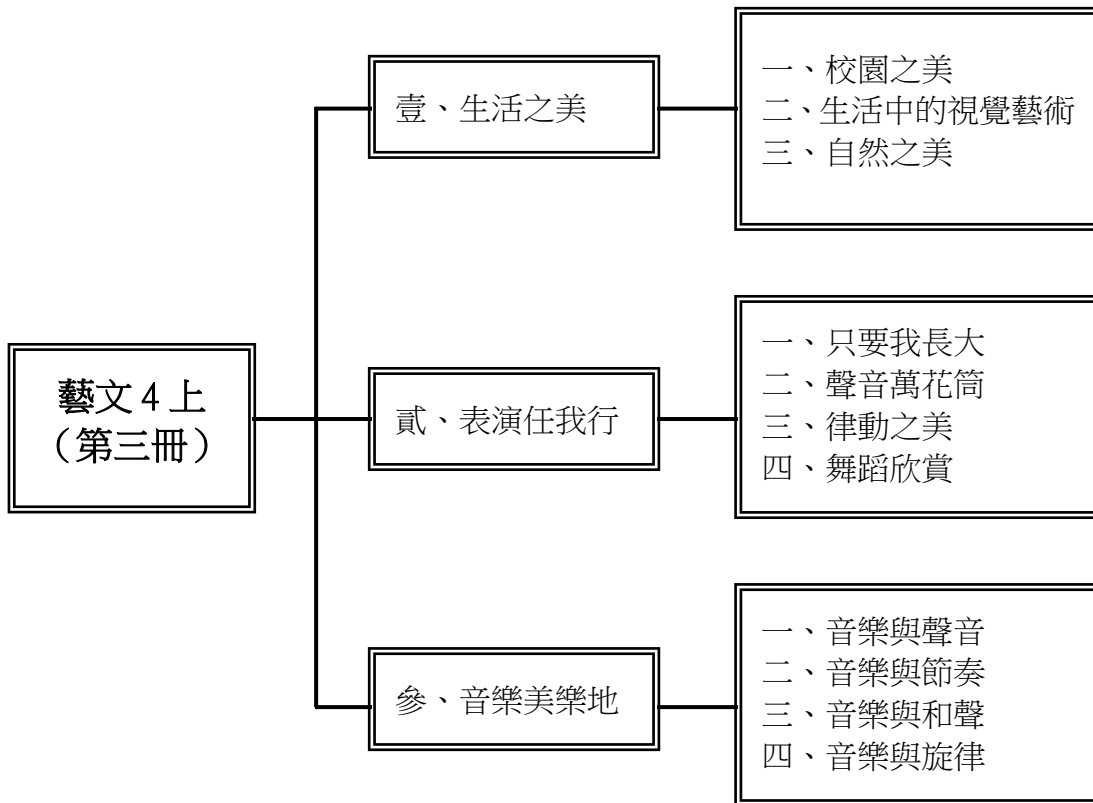 藝文 4 上
（第三冊）
壹、生活之美
一、校園之美
二、生活中的視覺藝術
三、自然之美
貳、表演任我行
一、只要我長大
二、聲音萬花筒
三、律動之美
四、舞蹈欣賞
參、音樂美樂地
一、音樂與聲音
二、音樂與節奏
三、音樂與和聲
四、音樂與旋律